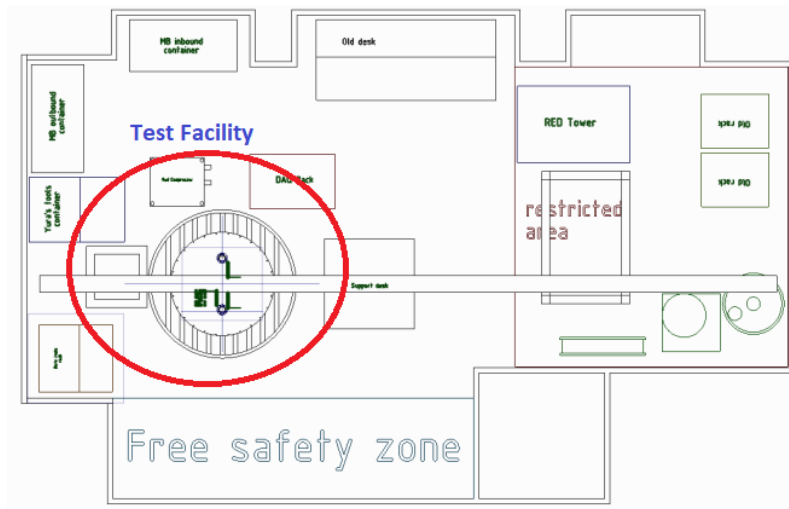 MB inbound
container
Old desk
MB outbound
container
Test Facility
RED Tower
Old rack
DAQ Rack
Old rack
Yura's tools
container
restricted
area
Support desk
Free safety zone